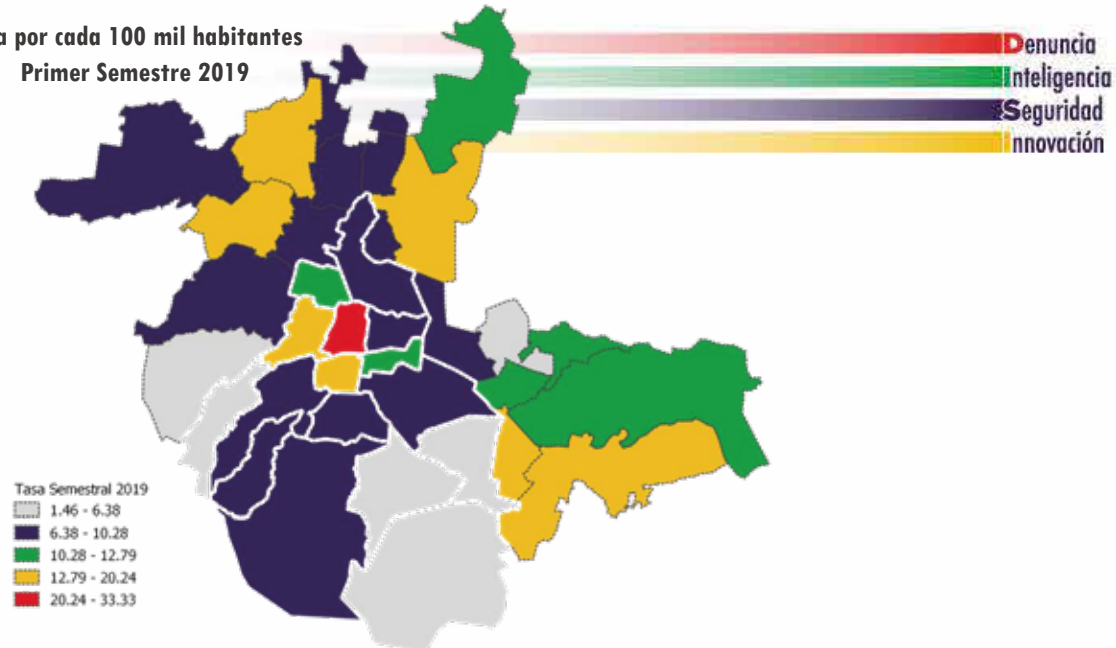 a por cada 100 mil habitantes
Primer Semestre 2019
Denuncia
Inteligencia
Seguridad
Innovación
Tasa Semestral 2019
1.46 - 6.38
6.38 - 10.28
10.28 - 12.79
12.79 - 20.24
20.24 - 33.33